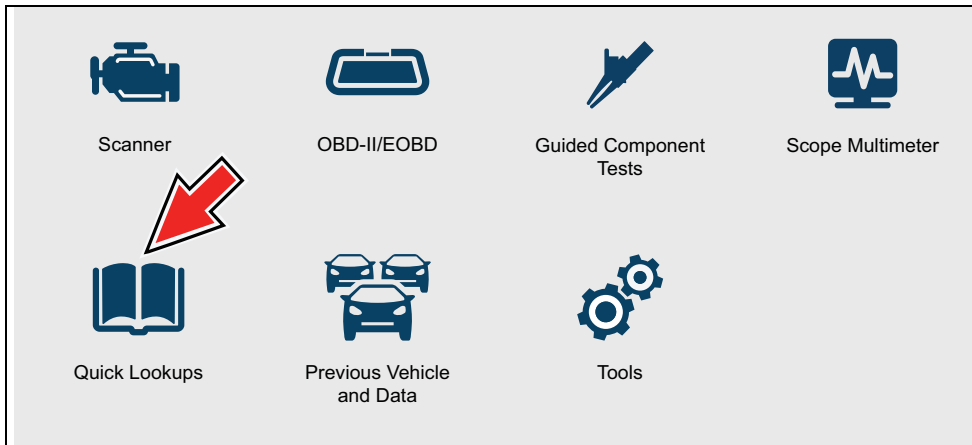 Scanner
OBD-II/EOBD
Guided Component
Tests
Scope Multimeter
Quick Lookups
Previous Vehicle
and Data
Tools